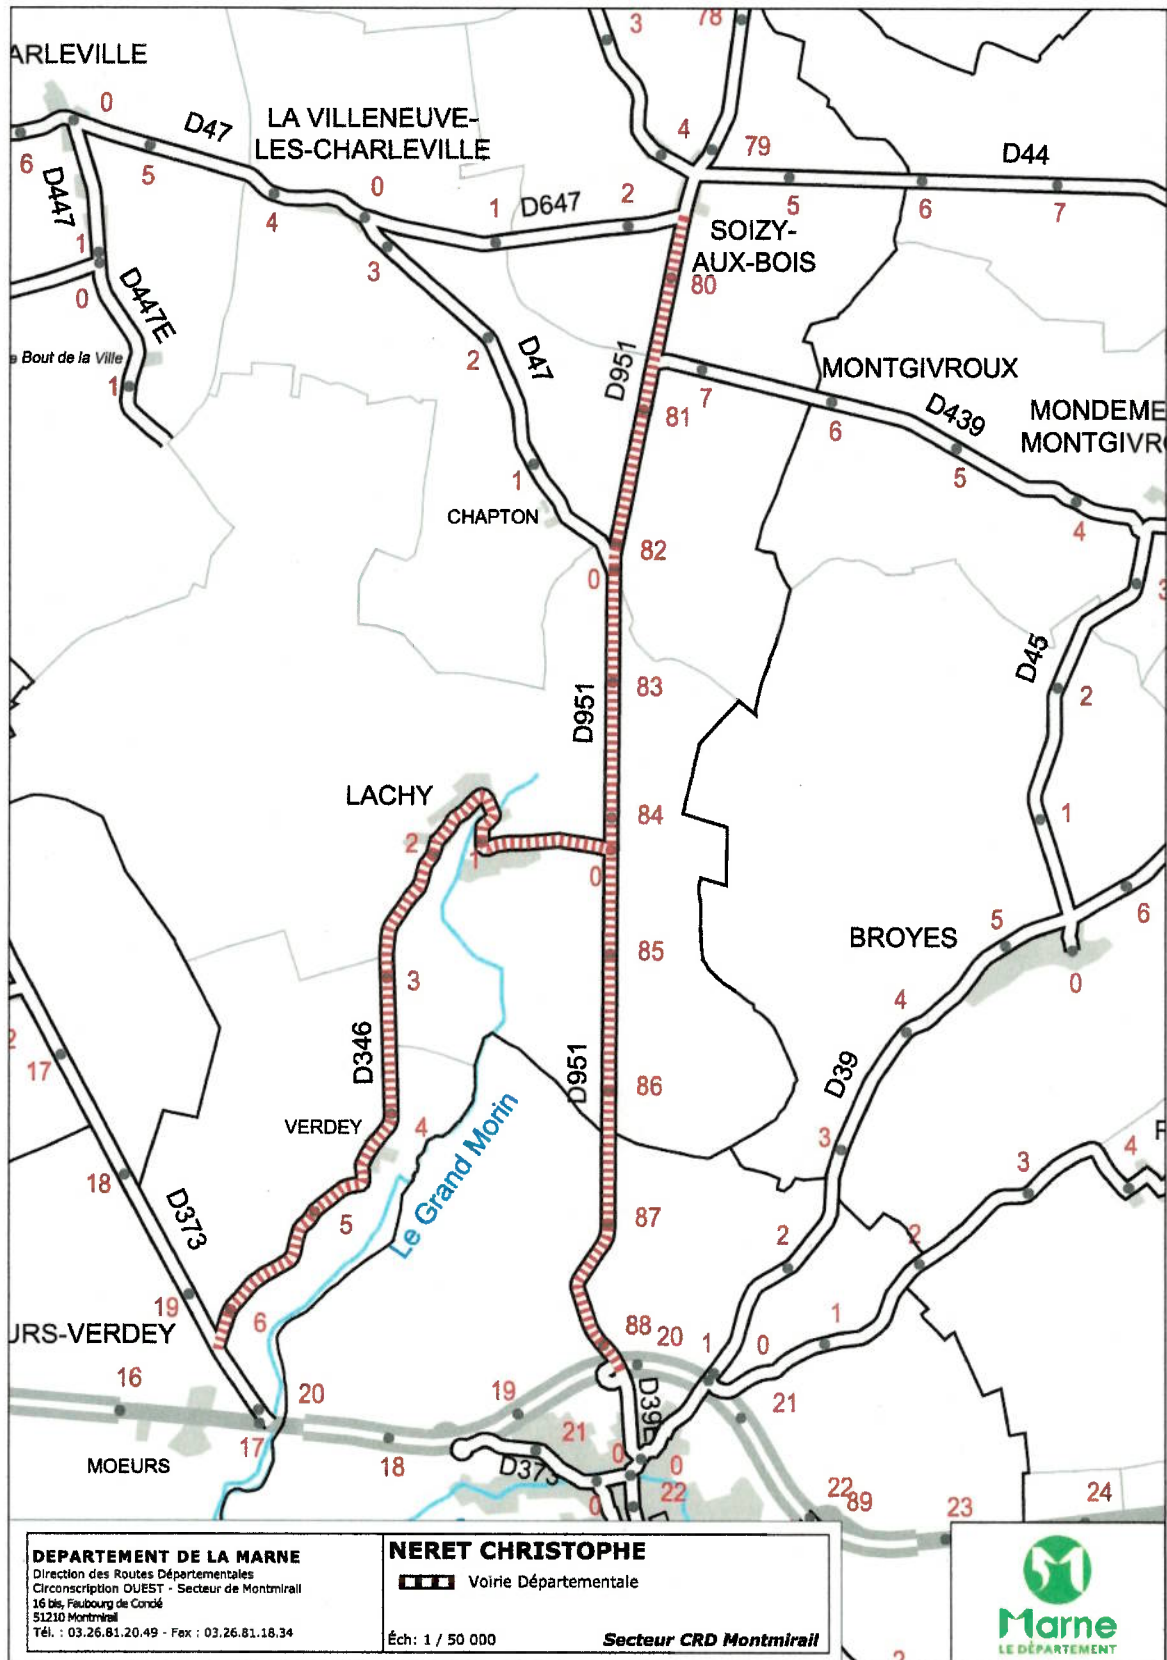 3
78
ARLEVILLE
0
D47
LA VILLENEUVE-
LES-CHARLEVILLE
4
79
D44
6
5
D447
4
0
1
D647
2
5
6
7
SOIZY-
AUX-BOIS
1
3
80
0
D447E
e Bout de la Ville
1
2
D47
D951
7
MONTGIVROUX
81
6
D439
MONDEME
MONTGIVR
5
1
CHAPTON
4
82
0
3
D45
83
D951
2
LACHY
84
1
2
1
0
85
BROYES
5
6
3
4
0
2
17
D346
D951
86
D39
VERDEY
4
Le Grand Morin
3
4
18
3
D373
5
87
2
2
19
6
88
20
1
0
1
URS-VERDEY
16
20
19
D39E
21
21
17
18
0
0
MOEURS
D373
0
22
22
89
23
24
2
DEPARTEMENT DE LA MARNE
Direction des Routes Départementales
Circonscription OUEST - Secteur de Montmirail
16 bis, Faubourg de Condé
51210 Montmirail
Tél. : 03.26.81.20.49 - Fax : 03.26.81.18.34
NERET CHRISTOPHE
Voirie Départementale
Éch: 1 / 50 000
Secteur CRD Montmirail
Marne
LE DÉPARTEMENT